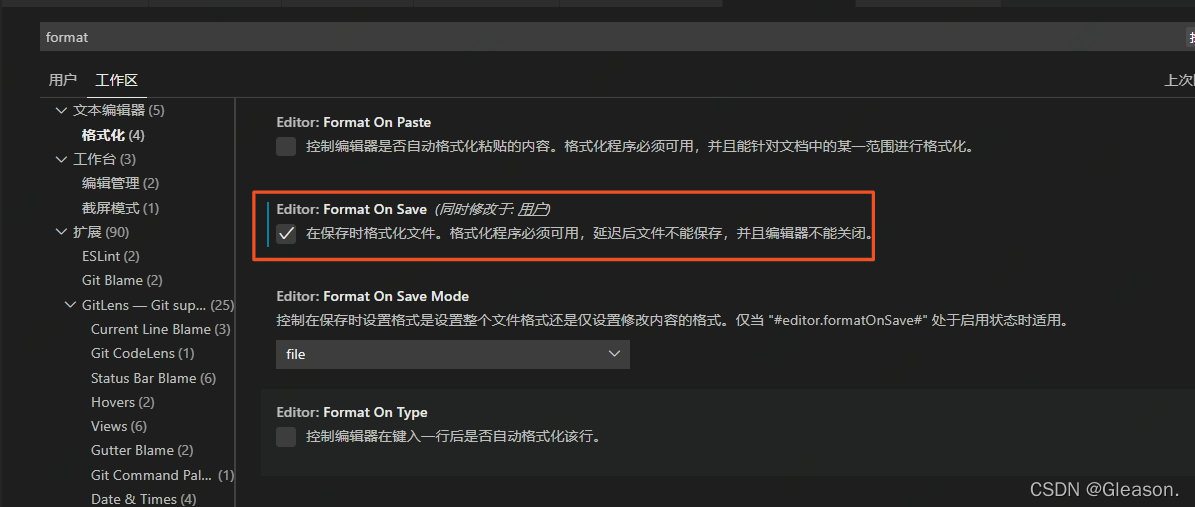 format
用户 工作区
上次
文本编辑器 (5)
格式化 (4)
工作台 (3)
编辑管理 (2)
截屏模式 (1)
扩展 (90)
ESLint (2)
Git Blame (2)
GitLens — Git sup... (25)
Current Line Blame (3)
Git CodeLens (1)
Status Bar Blame (6)
Hovers (2)
Views (6)
Gutter Blame (2)
Git Command Pal... (1)
Date & Times (4)
Editor: Format On Paste
控制编辑器是否自动格式化粘贴的内容。格式化程序必须可用，并且能针对文档中的某一范围进行格式化。
Editor: Format On Save (同时修改于: 用户)
在保存时格式化文件。格式化程序必须可用，延迟后文件不能保存，并且编辑器不能关闭。
Editor: Format On Save Mode
控制在保存时设置格式是设置整个文件格式还是仅设置修改内容的格式。仅当 "#editor.formatOnSave#" 处于启用状态时适用。
file
Editor: Format On Type
控制编辑器在键入一行后是否自动格式化该行。
CSDN @Gleason.